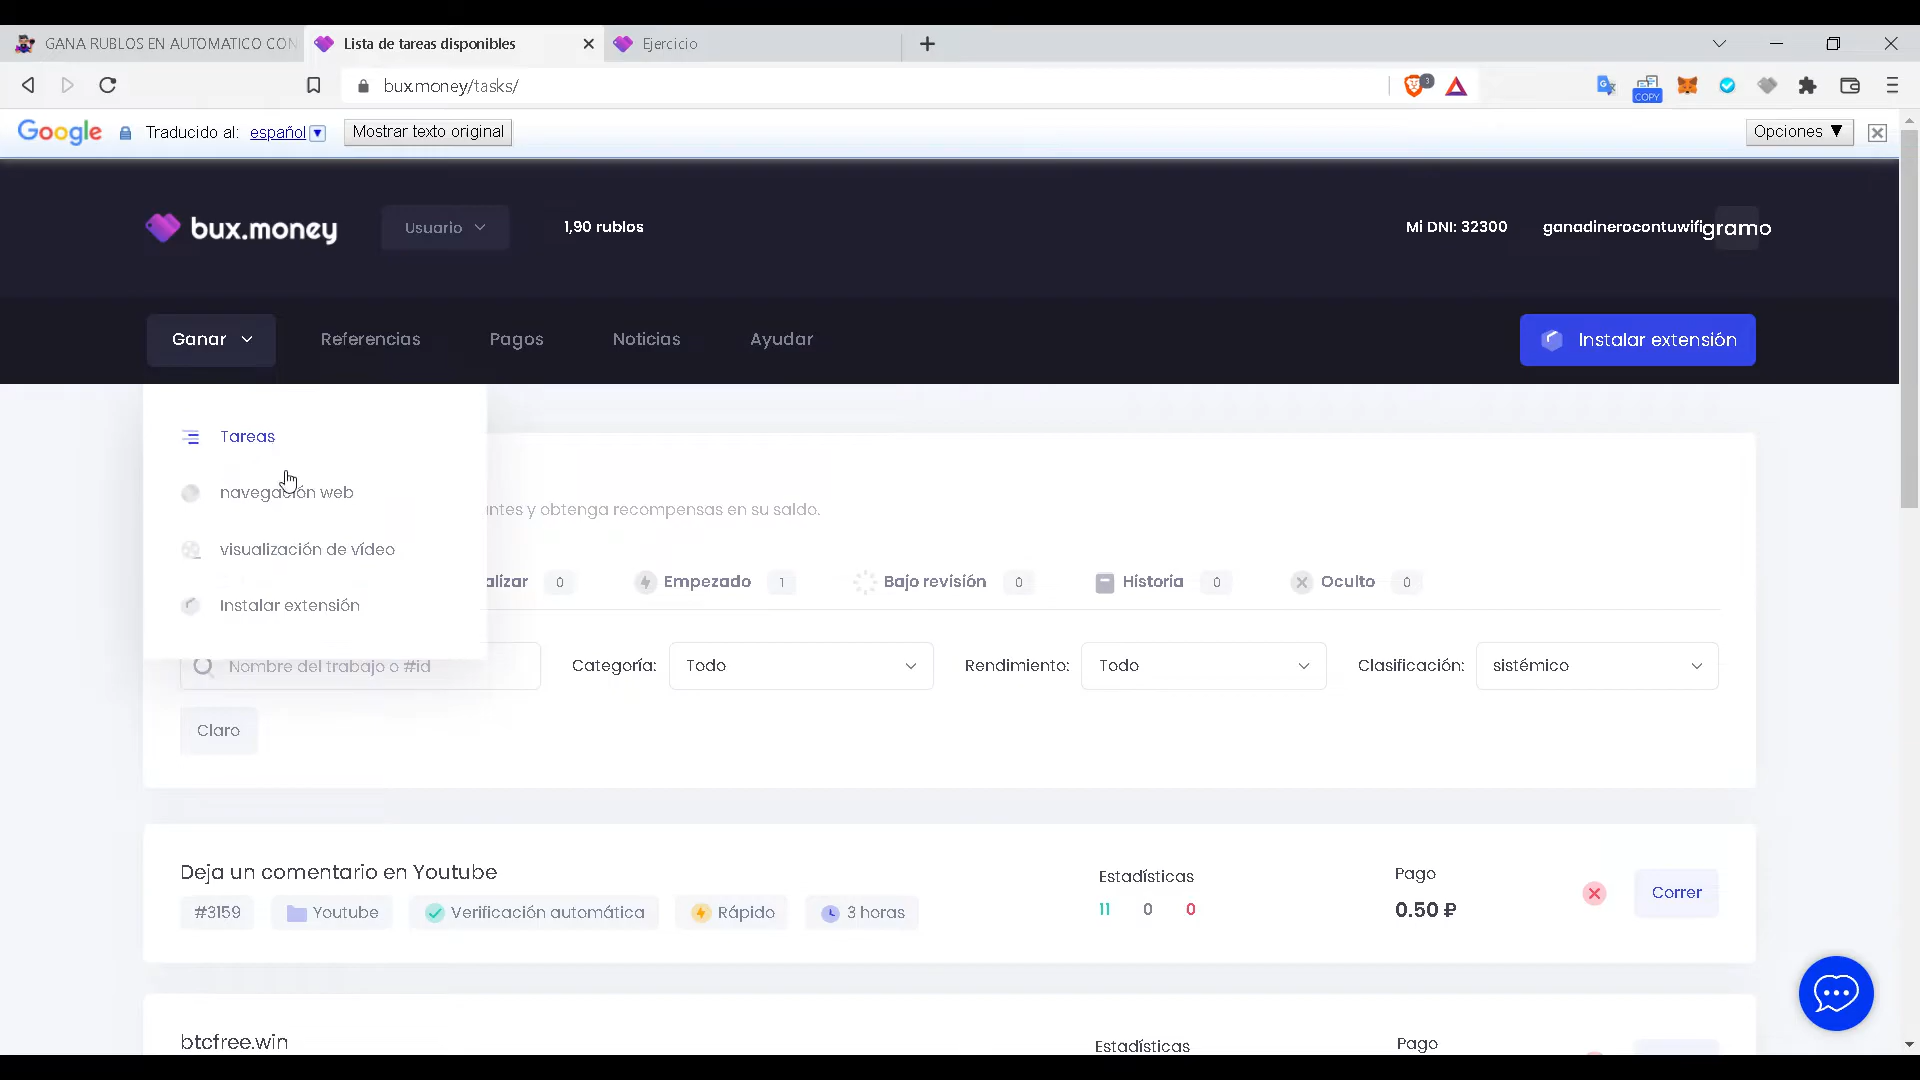 GANA RUBLOS EN AUTOMATICO CON
Lista de tareas disponibles
Ejercicio
bux.money/tasks/
3
COPY
Google Traducido al: español Mostrar texto original Opciones ▼
bux.money Usuario 1,90 rublos Mi DNI: 32300 ganadinerocontuwifi gramo
Ganar Referencias Pagos Noticias Ayudar Instalar extensión
Tareas
navegación web
ntes y obtenga recompensas en su saldo.
visualización de vídeo
alizar 0 Empezado 1 Bajo revisión 0 Historia 0 Oculto 0
Instalar extensión
Nombre del trabajo o #id Categoría: Todo Rendimiento: Todo Clasificación: sistémico
Claro
Deja un comentario en Youtube Estadísticas Pago
#3159 Youtube Verificación automática Rápido 3 horas 11 0 0 0.50 ₽ Correr
btcfree.win Estadísticas Pago